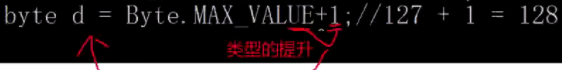 byte d = Byte.MAX_VALUE+1;//127 + 1 = 128
类型的提升